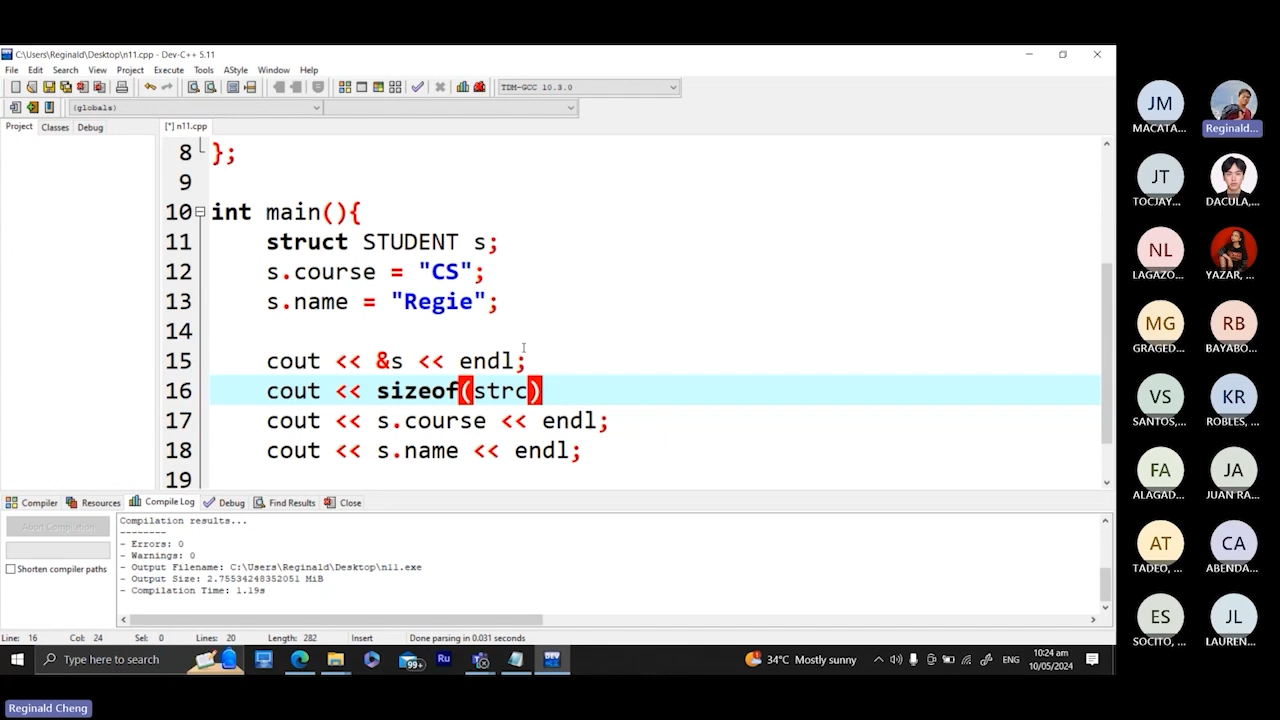 C:\Users\Reginald\Desktop\n11.cpp - Dev-C++ 5.11
File Edit Search View Project Execute Tools AStyle Window Help
TDM-GCC 10.3.0
(globals)
Project Classes Debug
[*] n11.cpp
8 };
9
10 int main(){
11 struct STUDENT s;
12 s.course = "CS";
13 s.name = "Regie";
14
15 cout << &s << endl;
16 cout << sizeof(strc)
17 cout << s.course << endl;
18 cout << s.name << endl;
19
Compiler Resources Compile Log Debug Find Results Close
Abort Compilation
Shorten compiler paths
Compilation results...
--------
- Errors: 0
- Warnings: 0
- Output Filename: C:\Users\Reginald\Desktop\n11.exe
- Output Size: 2.75534248352051 MiB
- Compilation Time: 1.19s
Line: 16 Col: 24 Sel: 0 Lines: 20 Length: 282 Insert Done parsing in 0.031 seconds
Type here to search
99+
Ru
DEV
34°C Mostly sunny
ENG
10:24 am
10/05/2024
Reginald Cheng
JM
MACATA...
Reginald...
JT
TOCJAY...
DACULA,...
NL
LAGAZO...
YAZAR, ...
MG
GRAGED...
RB
BAYABO...
VS
SANTOS,...
KR
ROBLES, ...
FA
ALAGAD...
JA
JUAN RA...
AT
TADEO, ...
CA
ABENDA...
ES
SOCITO, ...
JL
LAUREN...